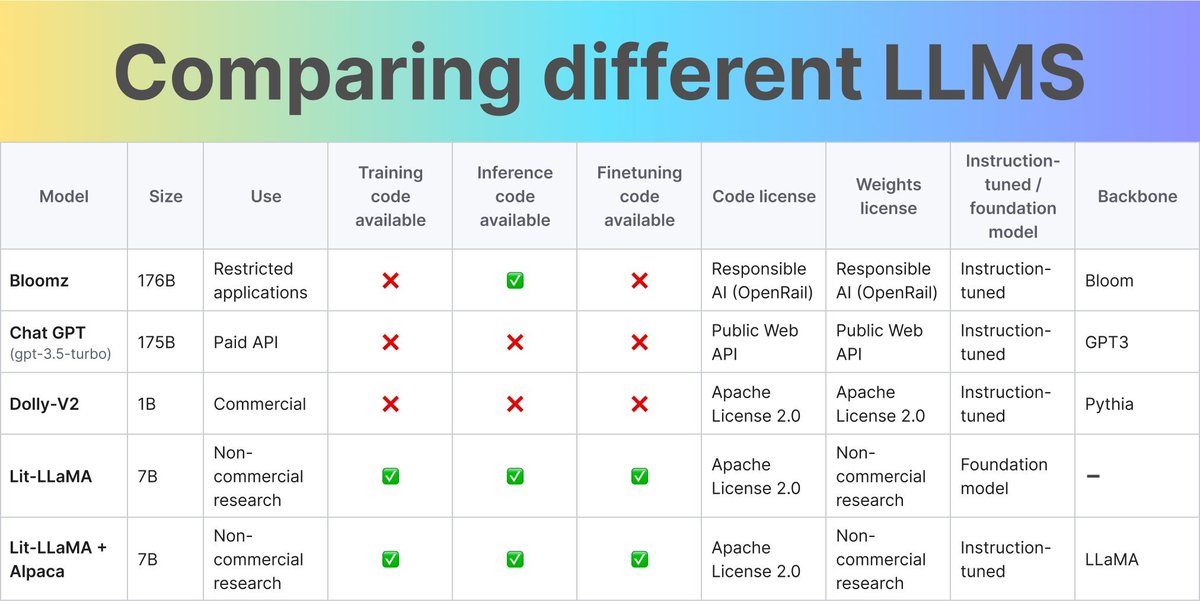 Comparing different LLMS
Model
Size
Use
Training
code
available
Inference
code
available
Finetuning
code
available
Code license
Weights
license
Instruction-
tuned /
foundation
model
Backbone
Bloomz
176B
Restricted
applications
❌
✅
❌
Responsible
AI (OpenRail)
Responsible
AI (OpenRail)
Instruction-
tuned
Bloom
Chat GPT
(gpt-3.5-turbo)
175B
Paid API
❌
❌
❌
Public Web
API
Public Web
API
Instruction-
tuned
GPT3
Dolly-V2
1B
Commercial
❌
❌
❌
Apache
License 2.0
Apache
License 2.0
Instruction-
tuned
Pythia
Lit-LLaMA
7B
Non-
commercial
research
✅
✅
✅
Apache
License 2.0
Non-
commercial
research
Foundation
model
–
Lit-LLaMA +
Alpaca
7B
Non-
commercial
research
✅
✅
✅
Apache
License 2.0
Non-
commercial
research
Instruction-
tuned
LLaMA